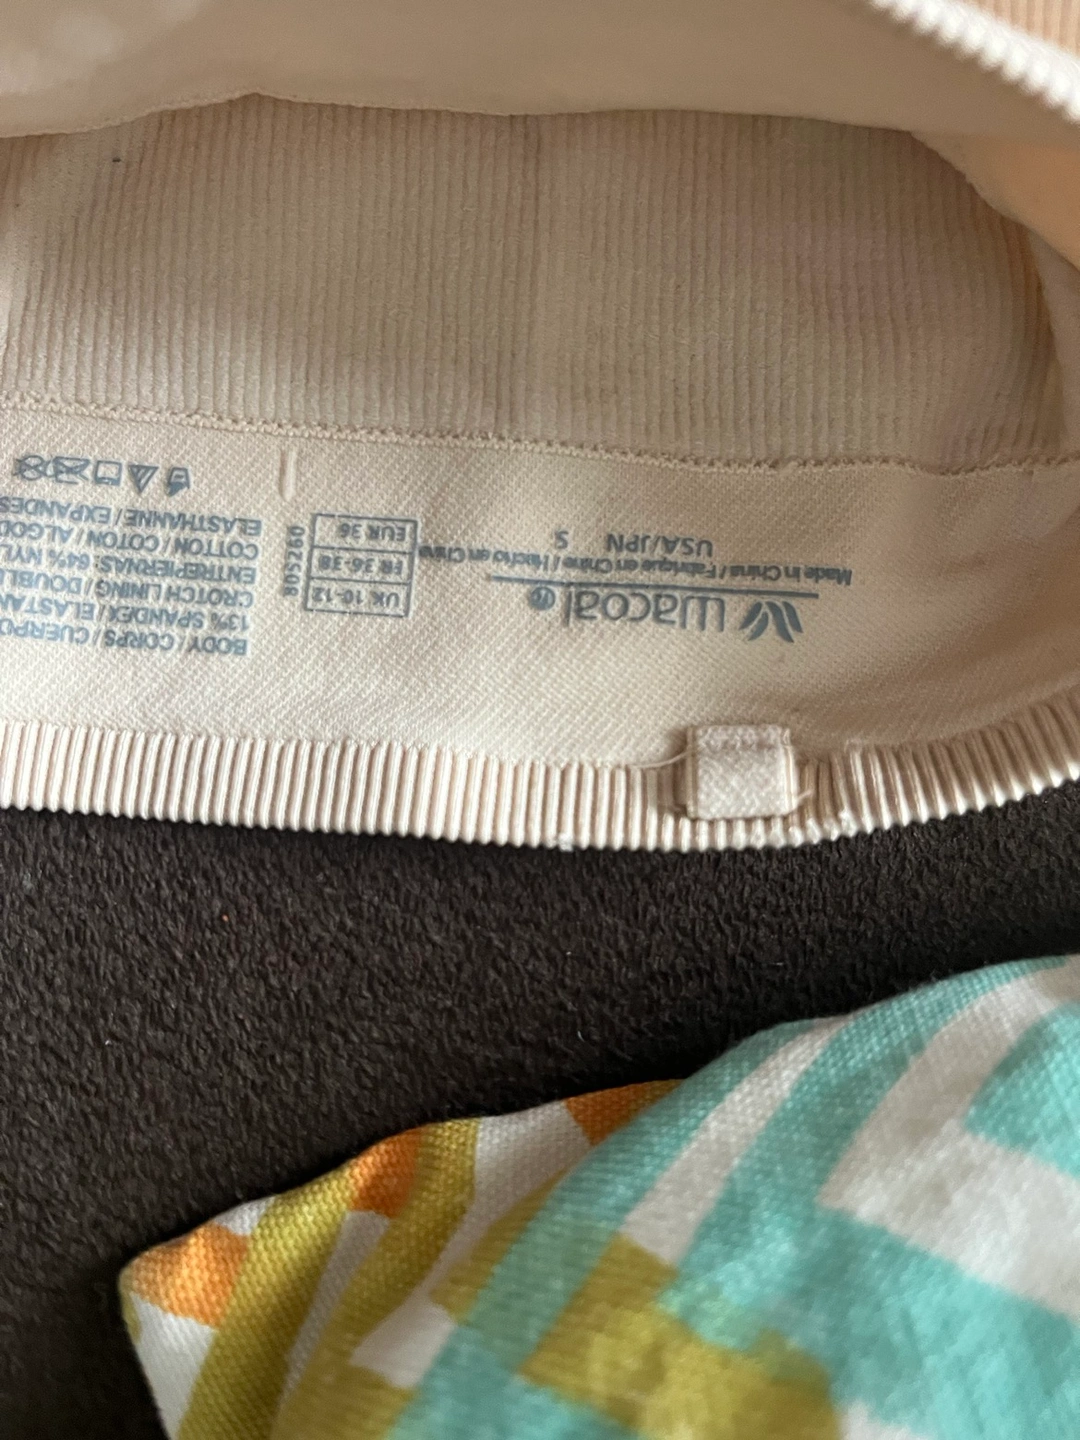 Wacoal
Made in China / Fabriqué en Chine / Hecho en China
USA/JPN S
UK 10-12
FR 36-38
EUR 36
BODY / CORPS / CUERPO
13% SPANDEX / ELASTAN
CROTCH LINING / DOUBL
ENTREPIERNAS: 64% NYL
COTTON / COTON / ALGOD
ELASTHANNE / EXPANDES